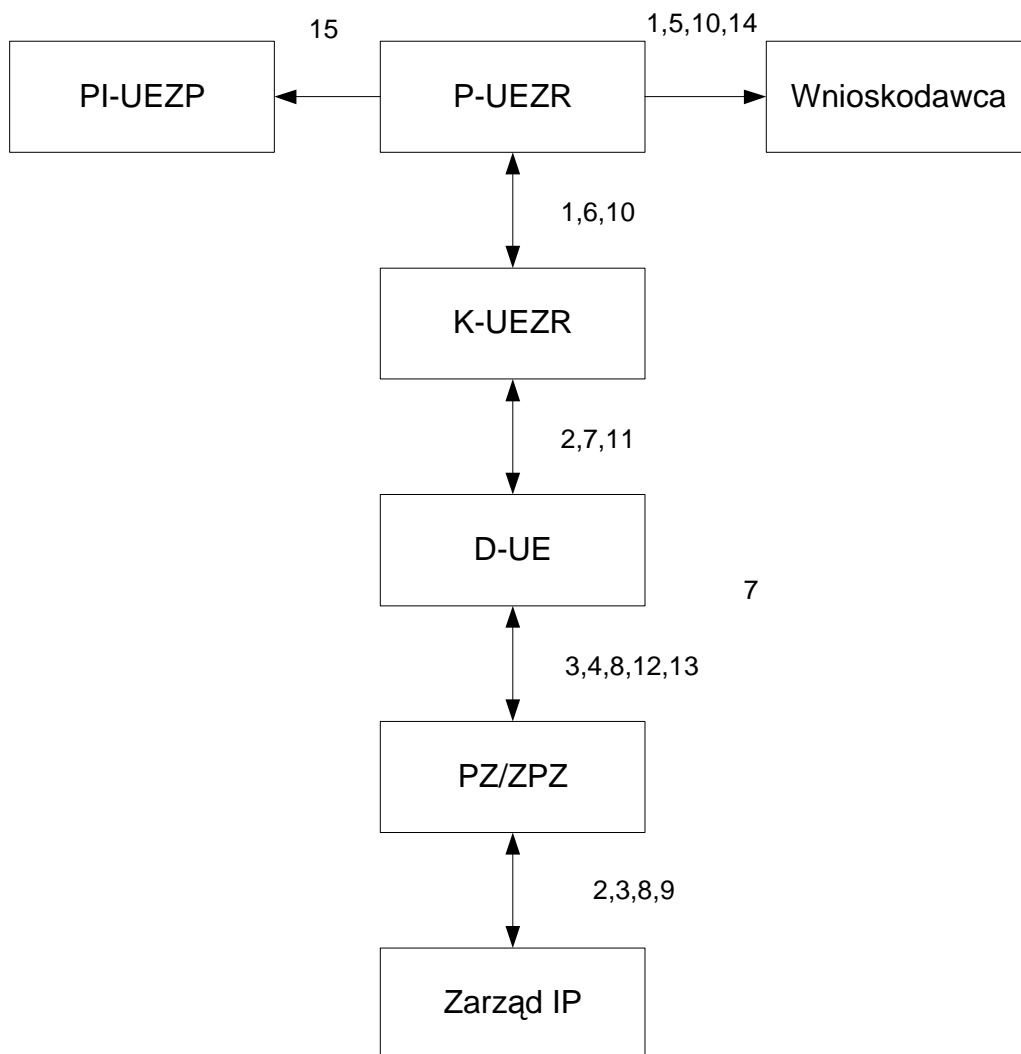 15
1,5,10,14
PI-UEZP
P-UEZR
Wnioskodawca
1,6,10
K-UEZR
2,7,11
D-UE
7
3,4,8,12,13
PZ/ZPZ
2,3,8,9
Zarząd IP